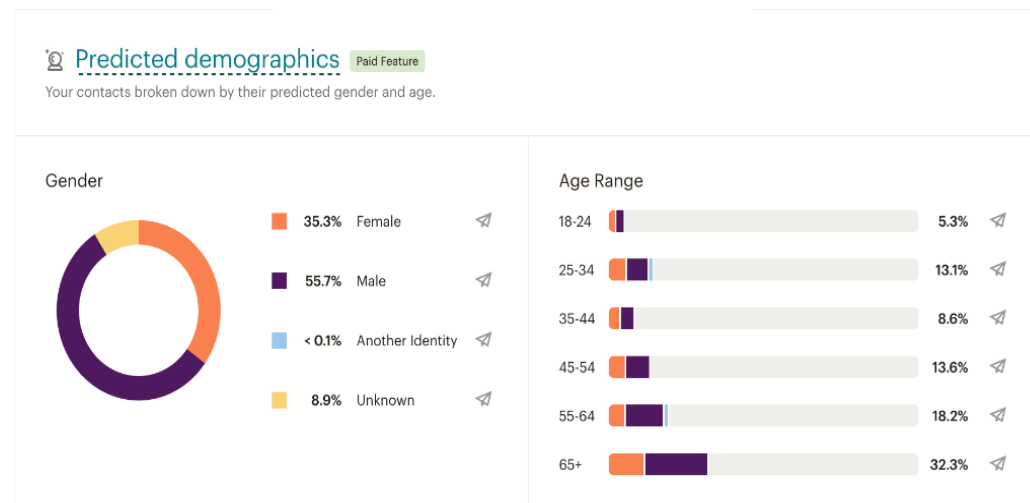 Predicted demographics Paid Feature
Your contacts broken down by their predicted gender and age.
Gender
35.3% Female
55.7% Male
< 0.1% Another Identity
8.9% Unknown
Age Range
18-24 5.3%
25-34 13.1%
35-44 8.6%
45-54 13.6%
55-64 18.2%
65+ 32.3%